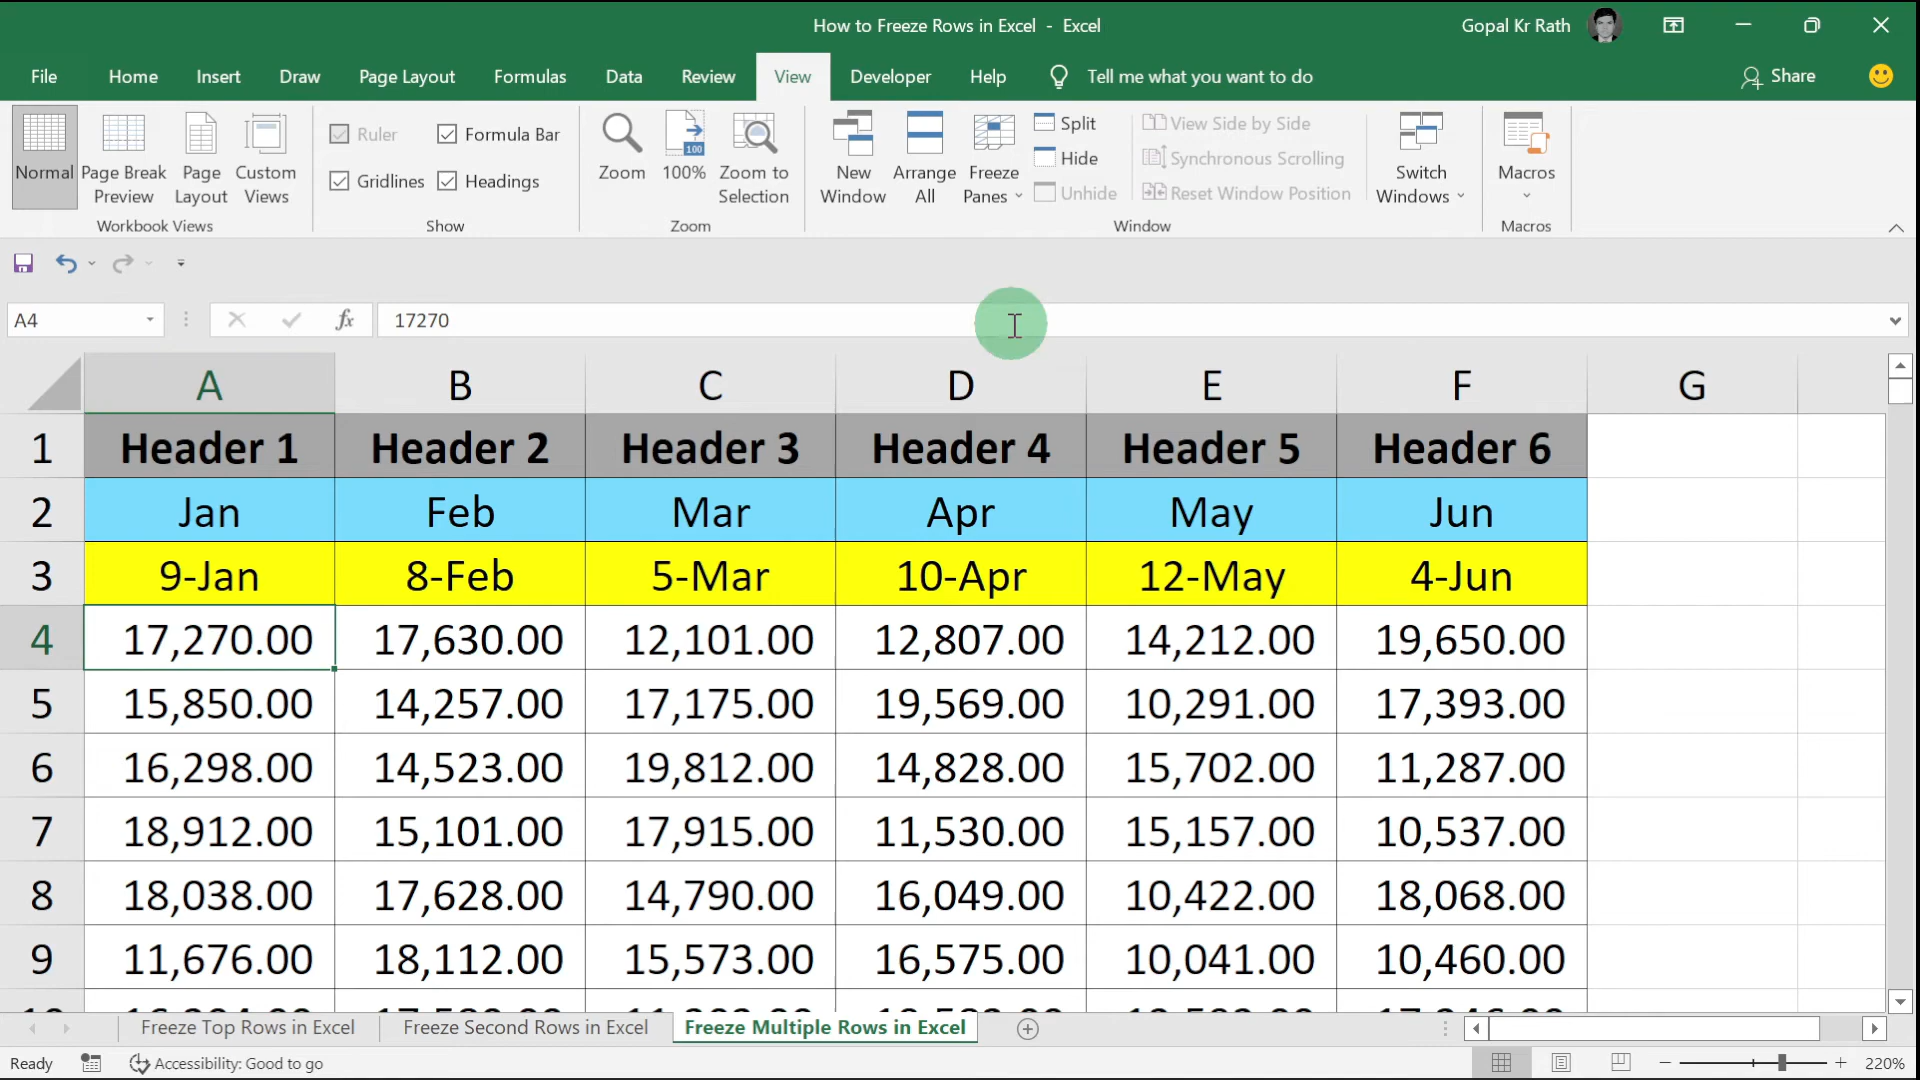 How to Freeze Rows in Excel - Excel
Gopal Kr Rath
File Home Insert Draw Page Layout Formulas Data Review View Developer Help Tell me what you want to do Share
Normal
Page Break Preview
Page Layout
Custom Views
Workbook Views
Ruler
Formula Bar
Gridlines
Headings
Show
Zoom
100
100%
Zoom to Selection
Zoom
New Window
Arrange All
Freeze Panes
Split
Hide
Unhide
View Side by Side
Synchronous Scrolling
Reset Window Position
Switch Windows
Window
Macros
Macros
A4 fx 17270
A B C D E F G
1 Header 1 Header 2 Header 3 Header 4 Header 5 Header 6
2 Jan Feb Mar Apr May Jun
3 9-Jan 8-Feb 5-Mar 10-Apr 12-May 4-Jun
4 17,270.00 17,630.00 12,101.00 12,807.00 14,212.00 19,650.00
5 15,850.00 14,257.00 17,175.00 19,569.00 10,291.00 17,393.00
6 16,298.00 14,523.00 19,812.00 14,828.00 15,702.00 11,287.00
7 18,912.00 15,101.00 17,915.00 11,530.00 15,157.00 10,537.00
8 18,038.00 17,628.00 14,790.00 16,049.00 10,422.00 18,068.00
9 11,676.00 18,112.00 15,573.00 16,575.00 10,041.00 10,460.00
Freeze Top Rows in Excel Freeze Second Rows in Excel Freeze Multiple Rows in Excel
Ready Accessibility: Good to go 220%